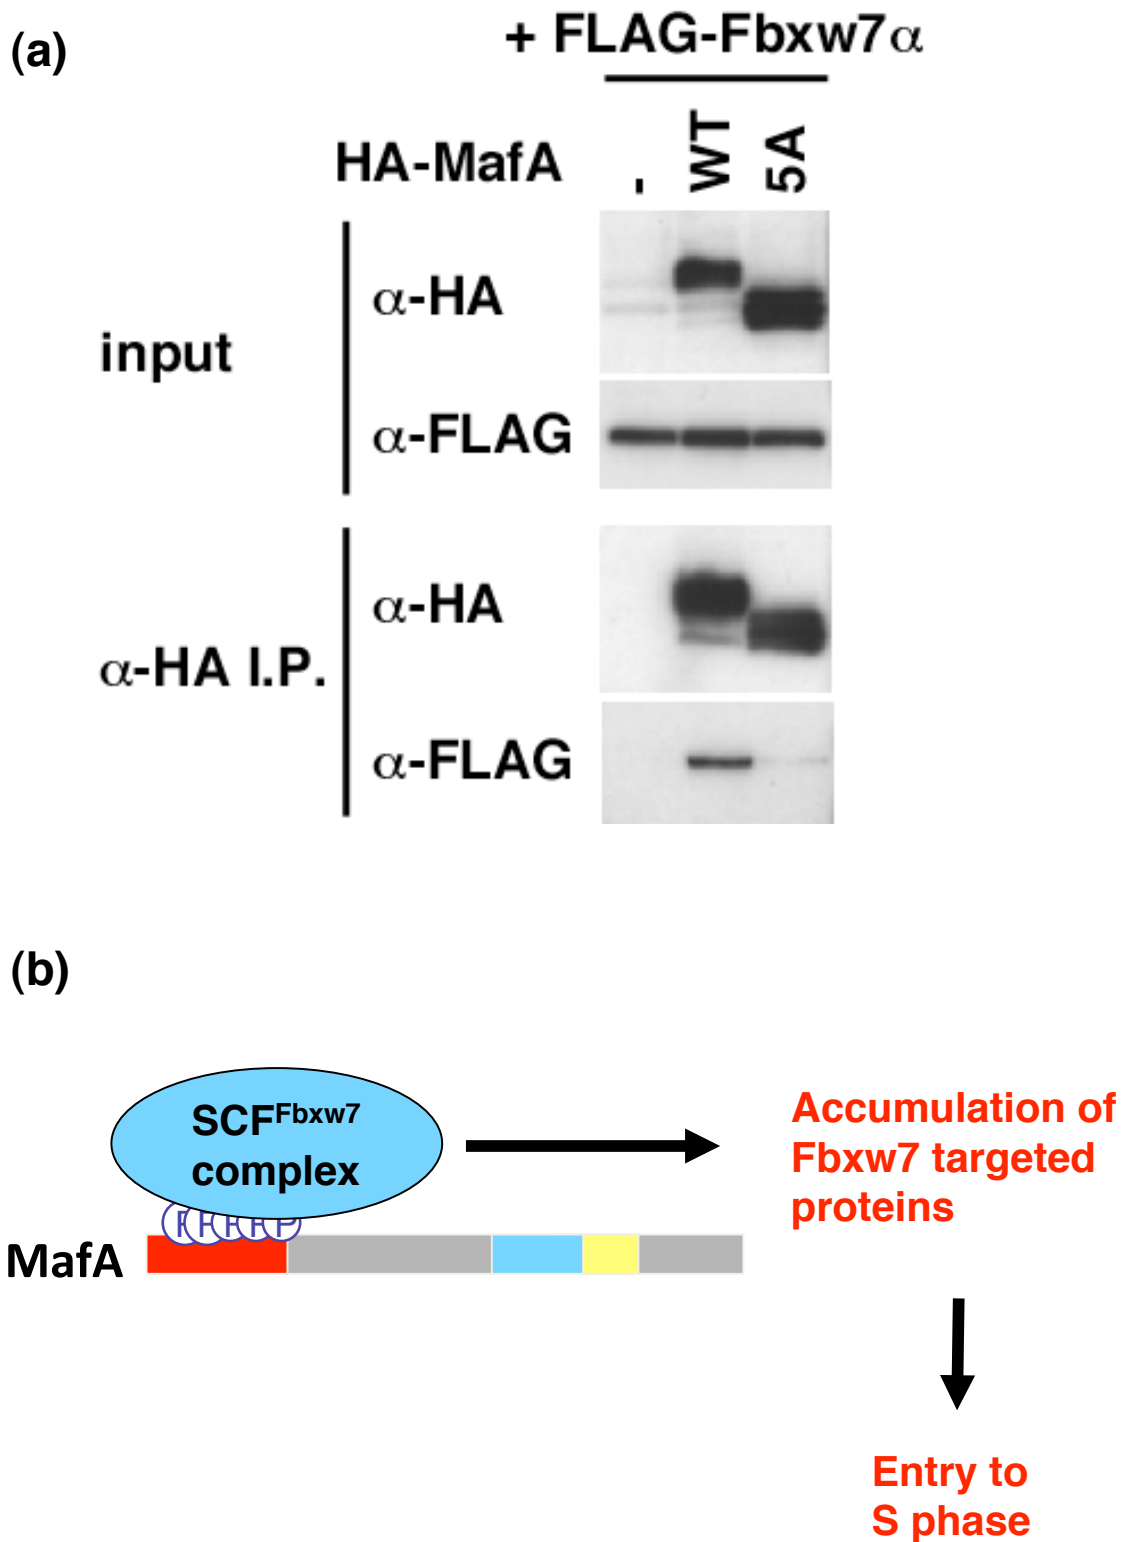 (a)
+ FLAG-Fbxw7α
HA-MafA - WT 5A
input
α-HA
α-FLAG
α-HA I.P.
α-HA
α-FLAG
(b)
SCFFbxw7
complex
P P P P P
MafA
Accumulation of
Fbxw7 targeted
proteins
Entry to
S phase